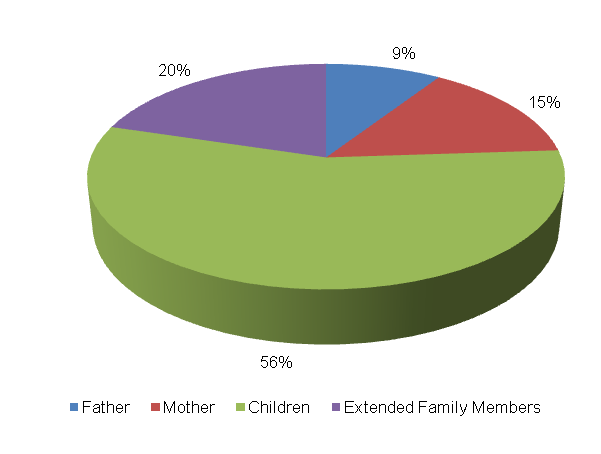 9%
20%
15%
56%
Father Mother Children Extended Family Members